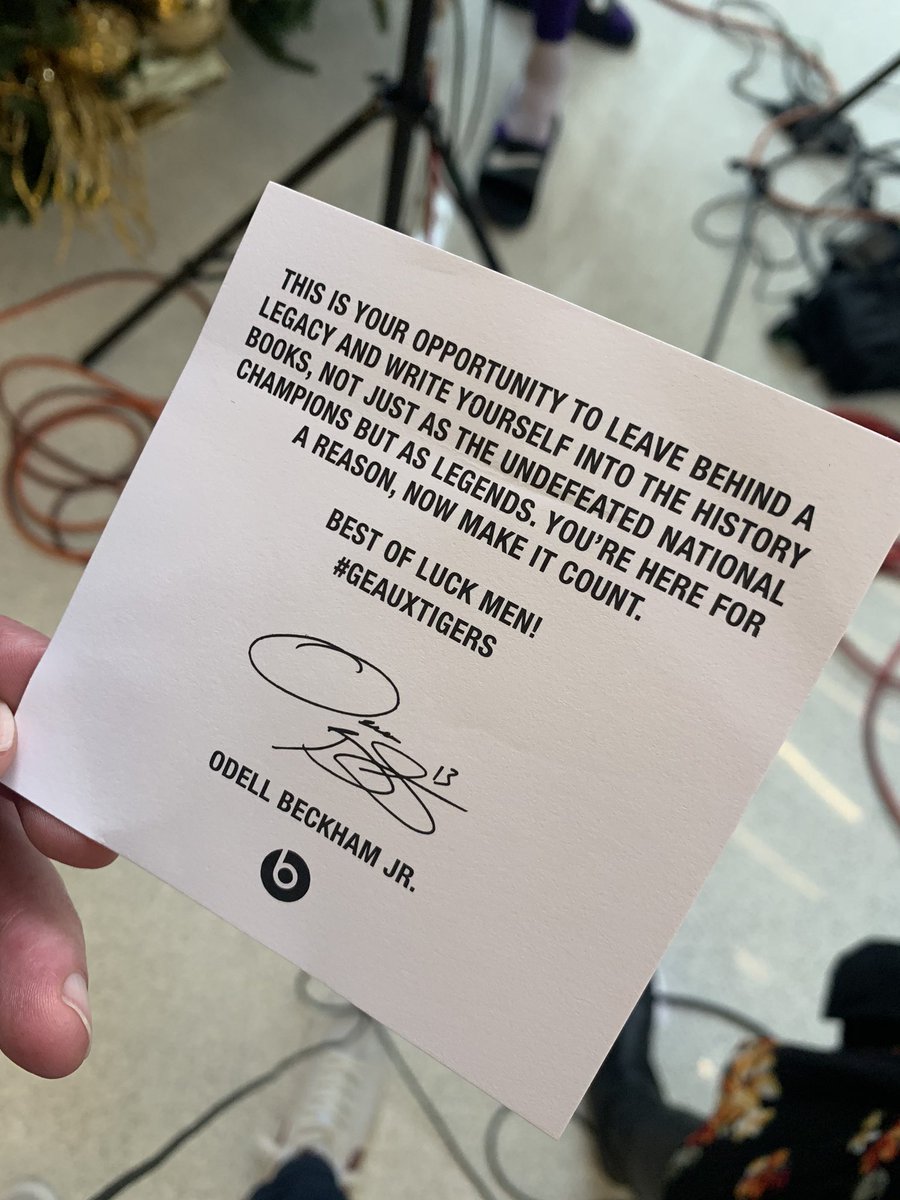 THIS IS YOUR OPPORTUNITY TO LEAVE BEHIND A
LEGACY AND WRITE YOURSELF INTO THE HISTORY
BOOKS, NOT JUST AS THE UNDEFEATED NATIONAL
CHAMPIONS BUT AS LEGENDS. YOU'RE HERE FOR
A REASON, NOW MAKE IT COUNT.
BEST OF LUCK MEN!
#GEAUXTIGERS
13
ODELL BECKHAM JR.
b